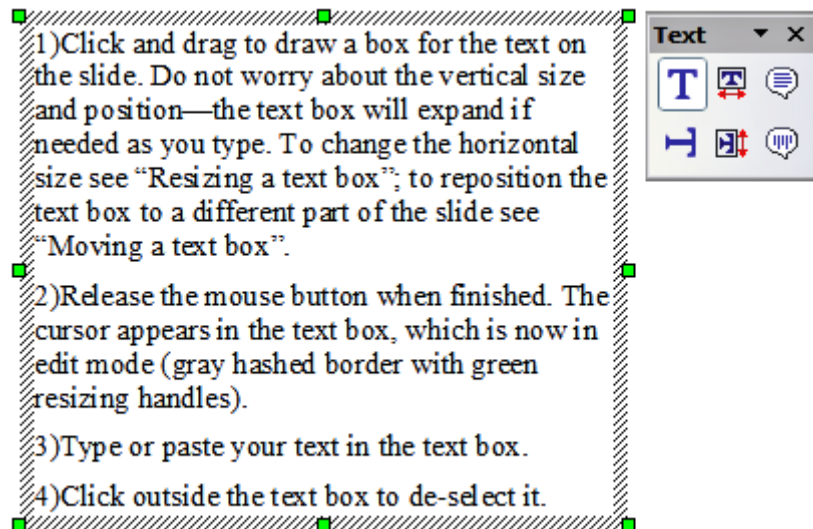 1)Click and drag to draw a box for the text on
the slide. Do not worry about the vertical size
and position—the text box will expand if
needed as you type. To change the horizontal
size see “Resizing a text box”; to reposition the
text box to a different part of the slide see
“Moving a text box”.
2)Release the mouse button when finished. The
cursor appears in the text box, which is now in
edit mode (gray hashed border with green
resizing handles).
3)Type or paste your text in the text box.
4)Click outside the text box to de-select it.
Text